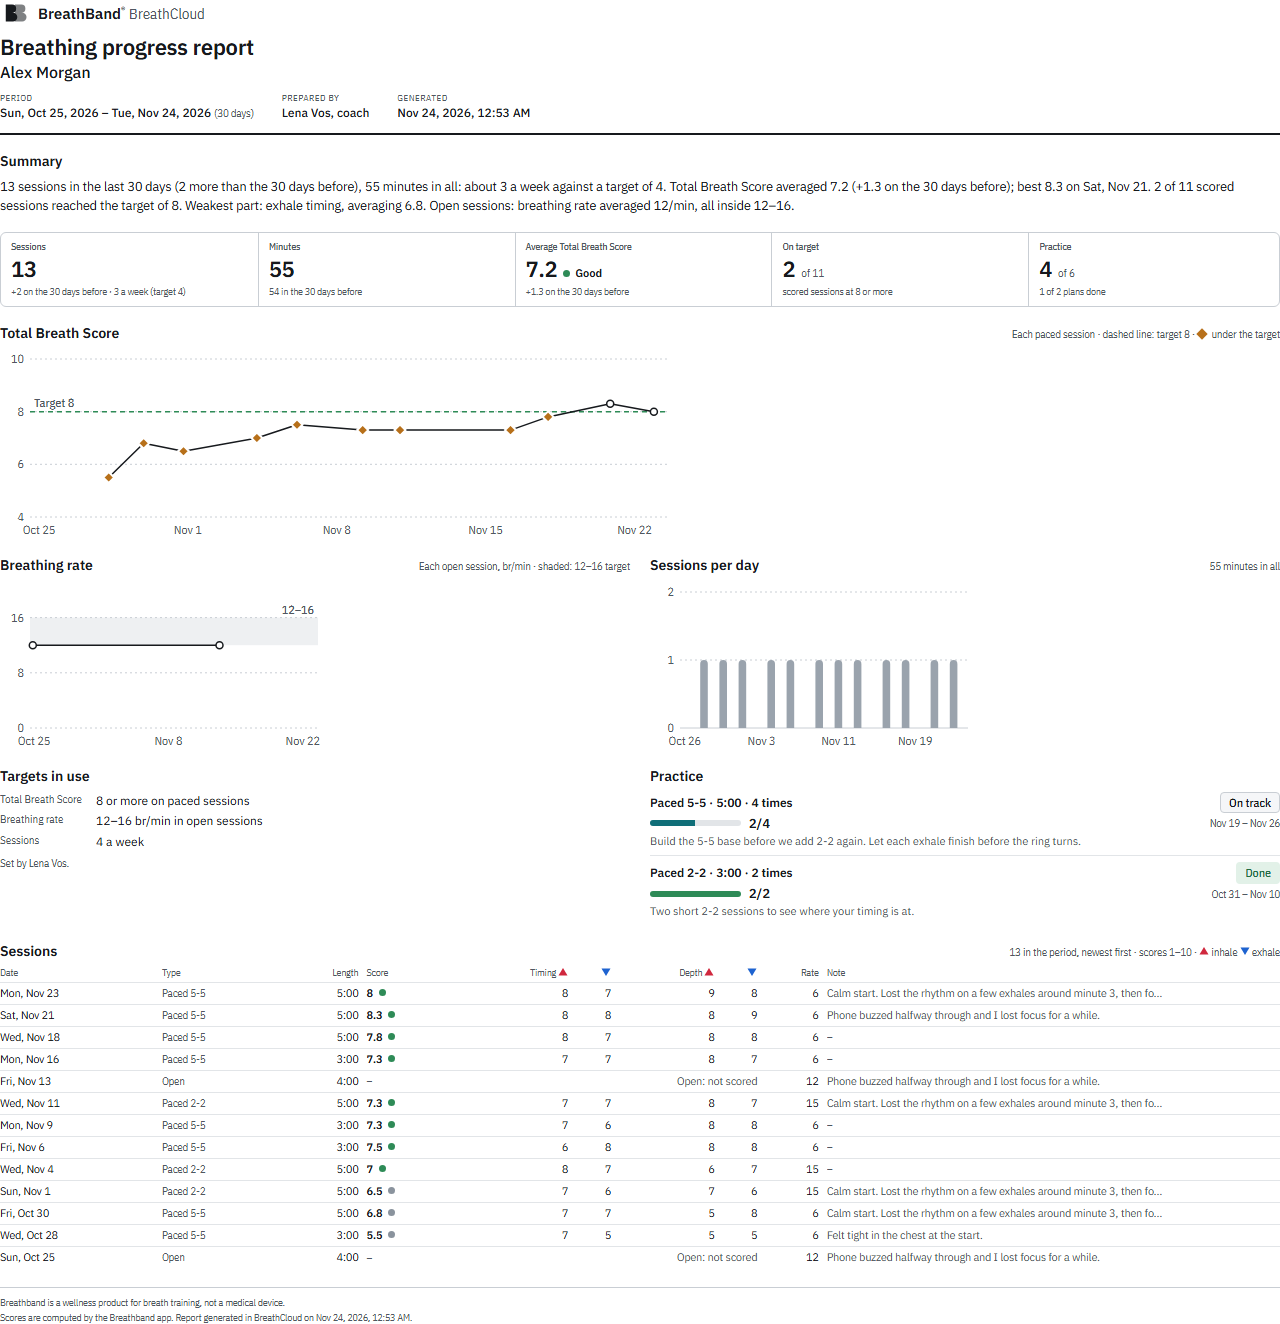 BreathBand® BreathCloud
Breathing progress report
Alex Morgan
PERIOD
Sun, Oct 25, 2026 – Tue, Nov 24, 2026 (30 days)
PREPARED BY
Lena Vos, coach
GENERATED
Nov 24, 2026, 12:53 AM
Summary
13 sessions in the last 30 days (2 more than the 30 days before), 55 minutes in all: about 3 a week against a target of 4. Total Breath Score averaged 7.2 (+1.3 on the 30 days before); best 8.3 on Sat, Nov 21. 2 of 11 scored
sessions reached the target of 8. Weakest part: exhale timing, averaging 6.8. Open sessions: breathing rate averaged 12/min, all inside 12–16.
Sessions
13
+2 on the 30 days before · 3 a week (target 4)
Minutes
55
54 in the 30 days before
Average Total Breath Score
7.2 Good
+1.3 on the 30 days before
On target
2 of 11
scored sessions at 8 or more
Practice
4 of 6
1 of 2 plans done
Total Breath Score
Each paced session · dashed line: target 8 · ◆ under the target
10
Target 8
8
6
4
Oct 25 Nov 1 Nov 8 Nov 15 Nov 22
Breathing rate
Each open session, br/min · shaded: 12–16 target
12–16
16
8
0
Oct 25 Nov 8 Nov 22
Sessions per day
55 minutes in all
2
1
0
Oct 26 Nov 3 Nov 11 Nov 19
Targets in use
Total Breath Score 8 or more on paced sessions
Breathing rate 12–16 br/min in open sessions
Sessions 4 a week
Set by Lena Vos.
Practice
Paced 5-5 · 5:00 · 4 times On track
2/4 Nov 19 – Nov 26
Build the 5-5 base before we add 2-2 again. Let each exhale finish before the ring turns.
Paced 2-2 · 3:00 · 2 times Done
2/2 Oct 31 – Nov 10
Two short 2-2 sessions to see where your timing is at.
Sessions
13 in the period, newest first · scores 1–10 · ▲ inhale ▼ exhale
Date Type Length Score Timing ▲ ▼ Depth ▲ ▼ Rate Note
Mon, Nov 23 Paced 5-5 5:00 8 8 7 9 8 6 Calm start. Lost the rhythm on a few exhales around minute 3, then fo...
Sat, Nov 21 Paced 5-5 5:00 8.3 8 8 8 9 6 Phone buzzed halfway through and I lost focus for a while.
Wed, Nov 18 Paced 5-5 5:00 7.8 8 7 8 8 6 –
Mon, Nov 16 Paced 5-5 3:00 7.3 7 7 8 7 6 –
Fri, Nov 13 Open 4:00 – Open: not scored 12 Phone buzzed halfway through and I lost focus for a while.
Wed, Nov 11 Paced 2-2 5:00 7.3 7 7 8 7 15 Calm start. Lost the rhythm on a few exhales around minute 3, then fo...
Mon, Nov 9 Paced 5-5 3:00 7.3 7 6 8 8 6 –
Fri, Nov 6 Paced 5-5 3:00 7.5 6 8 8 8 6 –
Wed, Nov 4 Paced 2-2 5:00 7 8 7 6 7 15 –
Sun, Nov 1 Paced 2-2 5:00 6.5 7 6 7 6 15 Calm start. Lost the rhythm on a few exhales around minute 3, then fo...
Fri, Oct 30 Paced 5-5 5:00 6.8 7 7 5 8 6 Calm start. Lost the rhythm on a few exhales around minute 3, then fo...
Wed, Oct 28 Paced 5-5 3:00 5.5 7 5 5 5 6 Felt tight in the chest at the start.
Sun, Oct 25 Open 4:00 – Open: not scored 12 Phone buzzed halfway through and I lost focus for a while.
Breathband is a wellness product for breath training, not a medical device.
Scores are computed by the Breathband app. Report generated in BreathCloud on Nov 24, 2026, 12:53 AM.